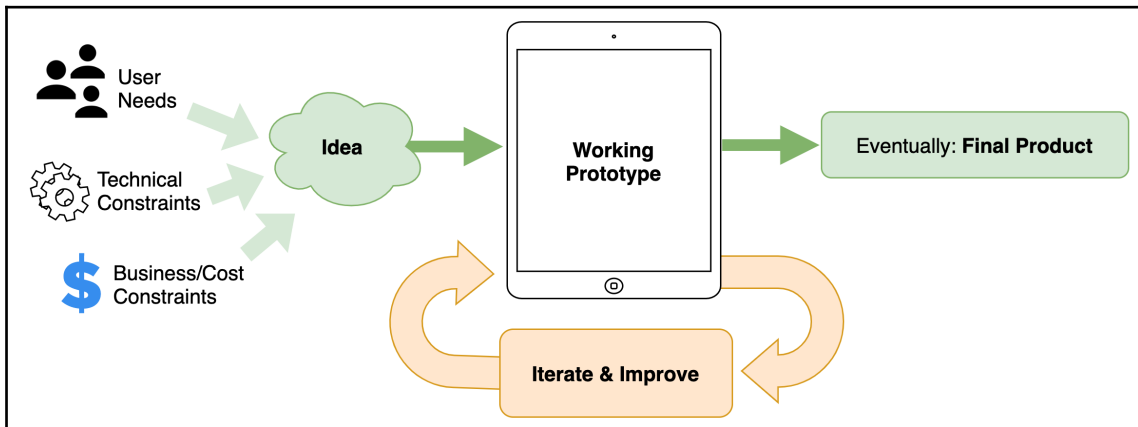 User
Needs
Technical
Constraints
$
Business/Cost
Constraints
Idea
Working
Prototype
Eventually: Final Product
Iterate & Improve